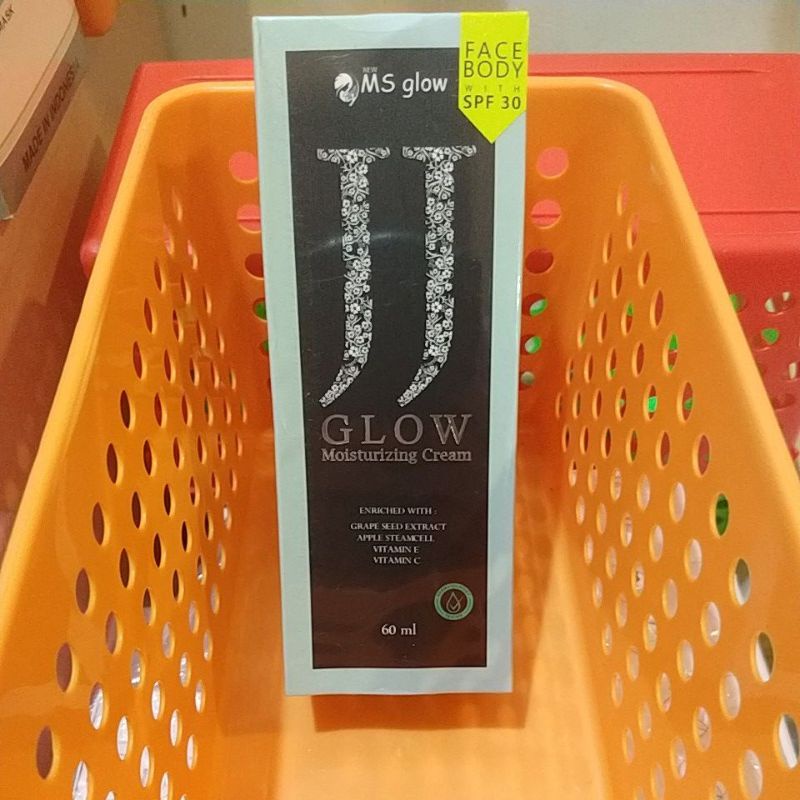 MASK
MADE IN INDONESIA
NEW
MS glow
FACE
BODY
WITH
SPF 30
JJ
GLOW
Moisturizing Cream
ENRICHED WITH :
GRAPE SEED EXTRACT
APPLE STEAMCELL
VITAMIN E
VITAMIN C
60 ml